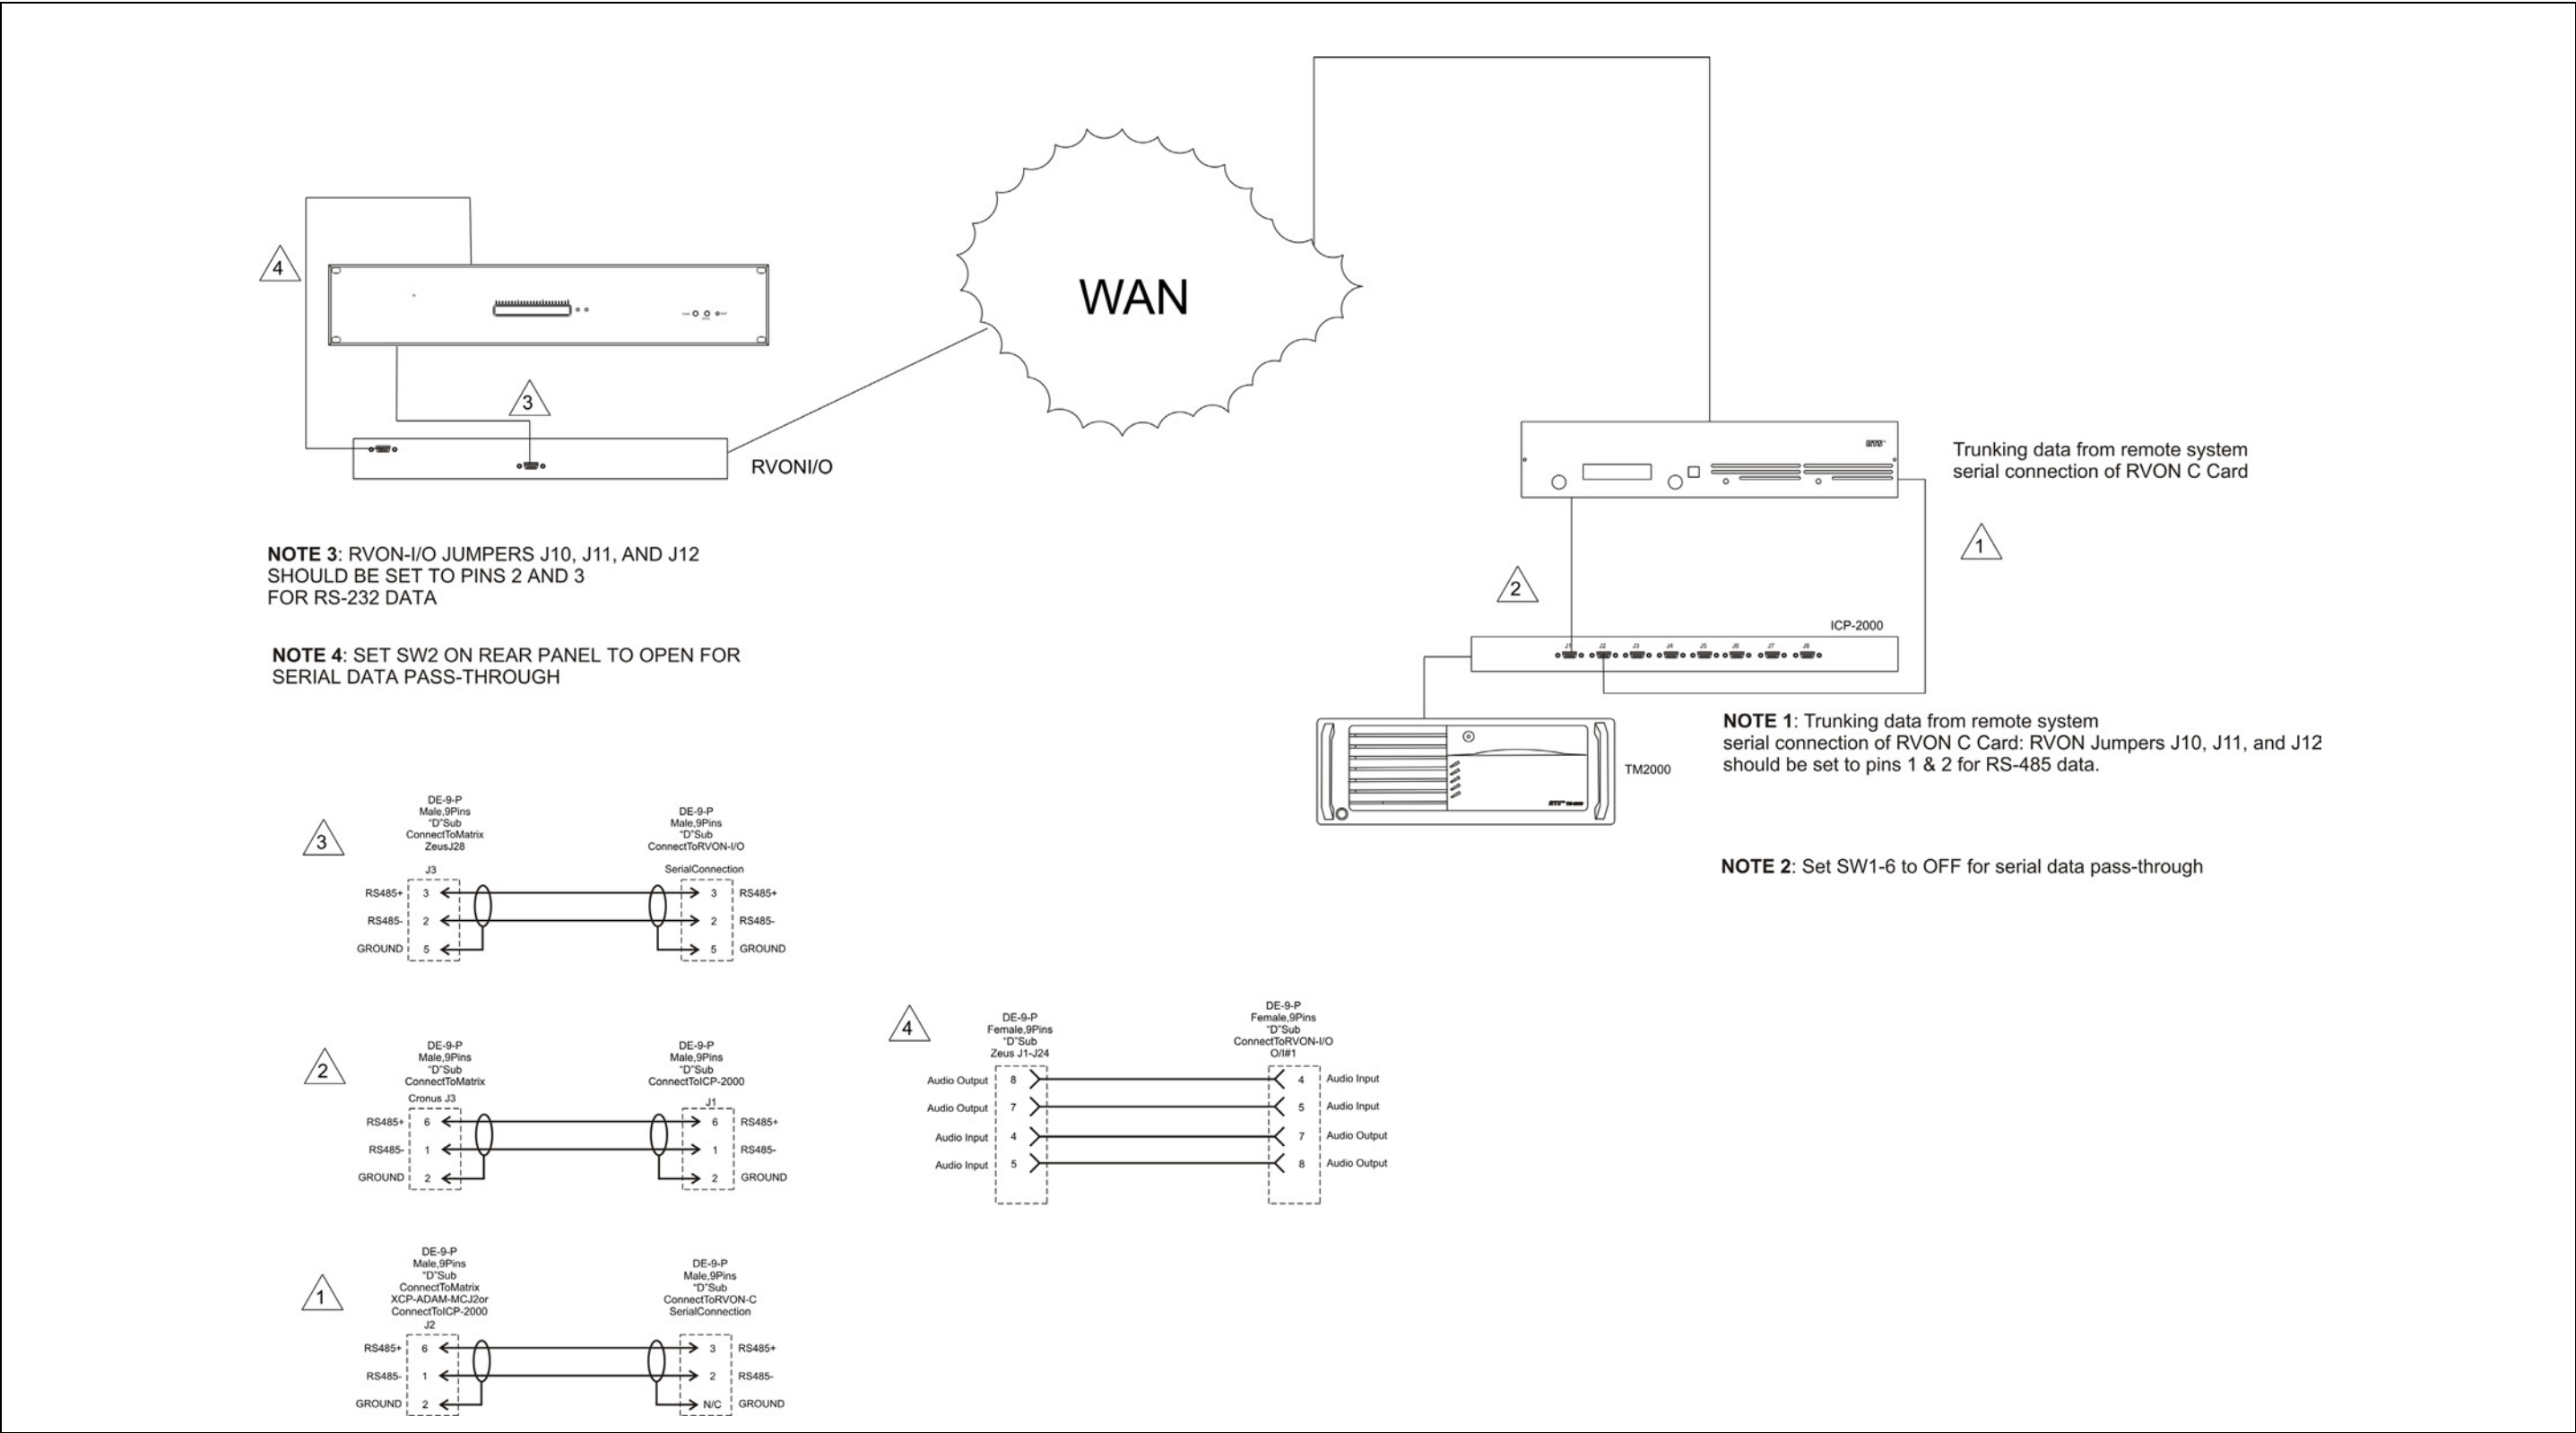 WAN
4
3
RVONI/O
NOTE 3: RVON-I/O JUMPERS J10, J11, AND J12
SHOULD BE SET TO PINS 2 AND 3
FOR RS-232 DATA
NOTE 4: SET SW2 ON REAR PANEL TO OPEN FOR
SERIAL DATA PASS-THROUGH
Trunking data from remote system
serial connection of RVON C Card
1
2
ICP-2000
J1 J2 J3 J4 J5 J6 J7 J8
TM2000
NOTE 1: Trunking data from remote system
serial connection of RVON C Card: RVON Jumpers J10, J11, and J12
should be set to pins 1 & 2 for RS-485 data.
NOTE 2: Set SW1-6 to OFF for serial data pass-through
3
DE-9-P
Male,9Pins
"D"Sub
ConnectToMatrix
ZeusJ28
J3
DE-9-P
Male,9Pins
"D"Sub
ConnectToRVON-I/O
SerialConnection
RS485+ 3 3 RS485+
RS485- 2 2 RS485-
GROUND 5 5 GROUND
2
DE-9-P
Male,9Pins
"D"Sub
ConnectToMatrix
Cronus J3
DE-9-P
Male,9Pins
"D"Sub
ConnectToICP-2000
J1
RS485+ 6 6 RS485+
RS485- 1 1 RS485-
GROUND 2 2 GROUND
4
DE-9-P
Female,9Pins
"D"Sub
Zeus J1-J24
DE-9-P
Female,9Pins
"D"Sub
ConnectToRVON-I/O
O/I#1
Audio Output 8 4 Audio Input
Audio Output 7 5 Audio Input
Audio Input 4 7 Audio Output
Audio Input 5 8 Audio Output
1
DE-9-P
Male,9Pins
"D"Sub
ConnectToMatrix
XCP-ADAM-MCJ2or
ConnectToICP-2000
J2
DE-9-P
Male,9Pins
"D"Sub
ConnectToRVON-C
SerialConnection
RS485+ 6 3 RS485+
RS485- 1 2 RS485-
GROUND 2 N/C GROUND